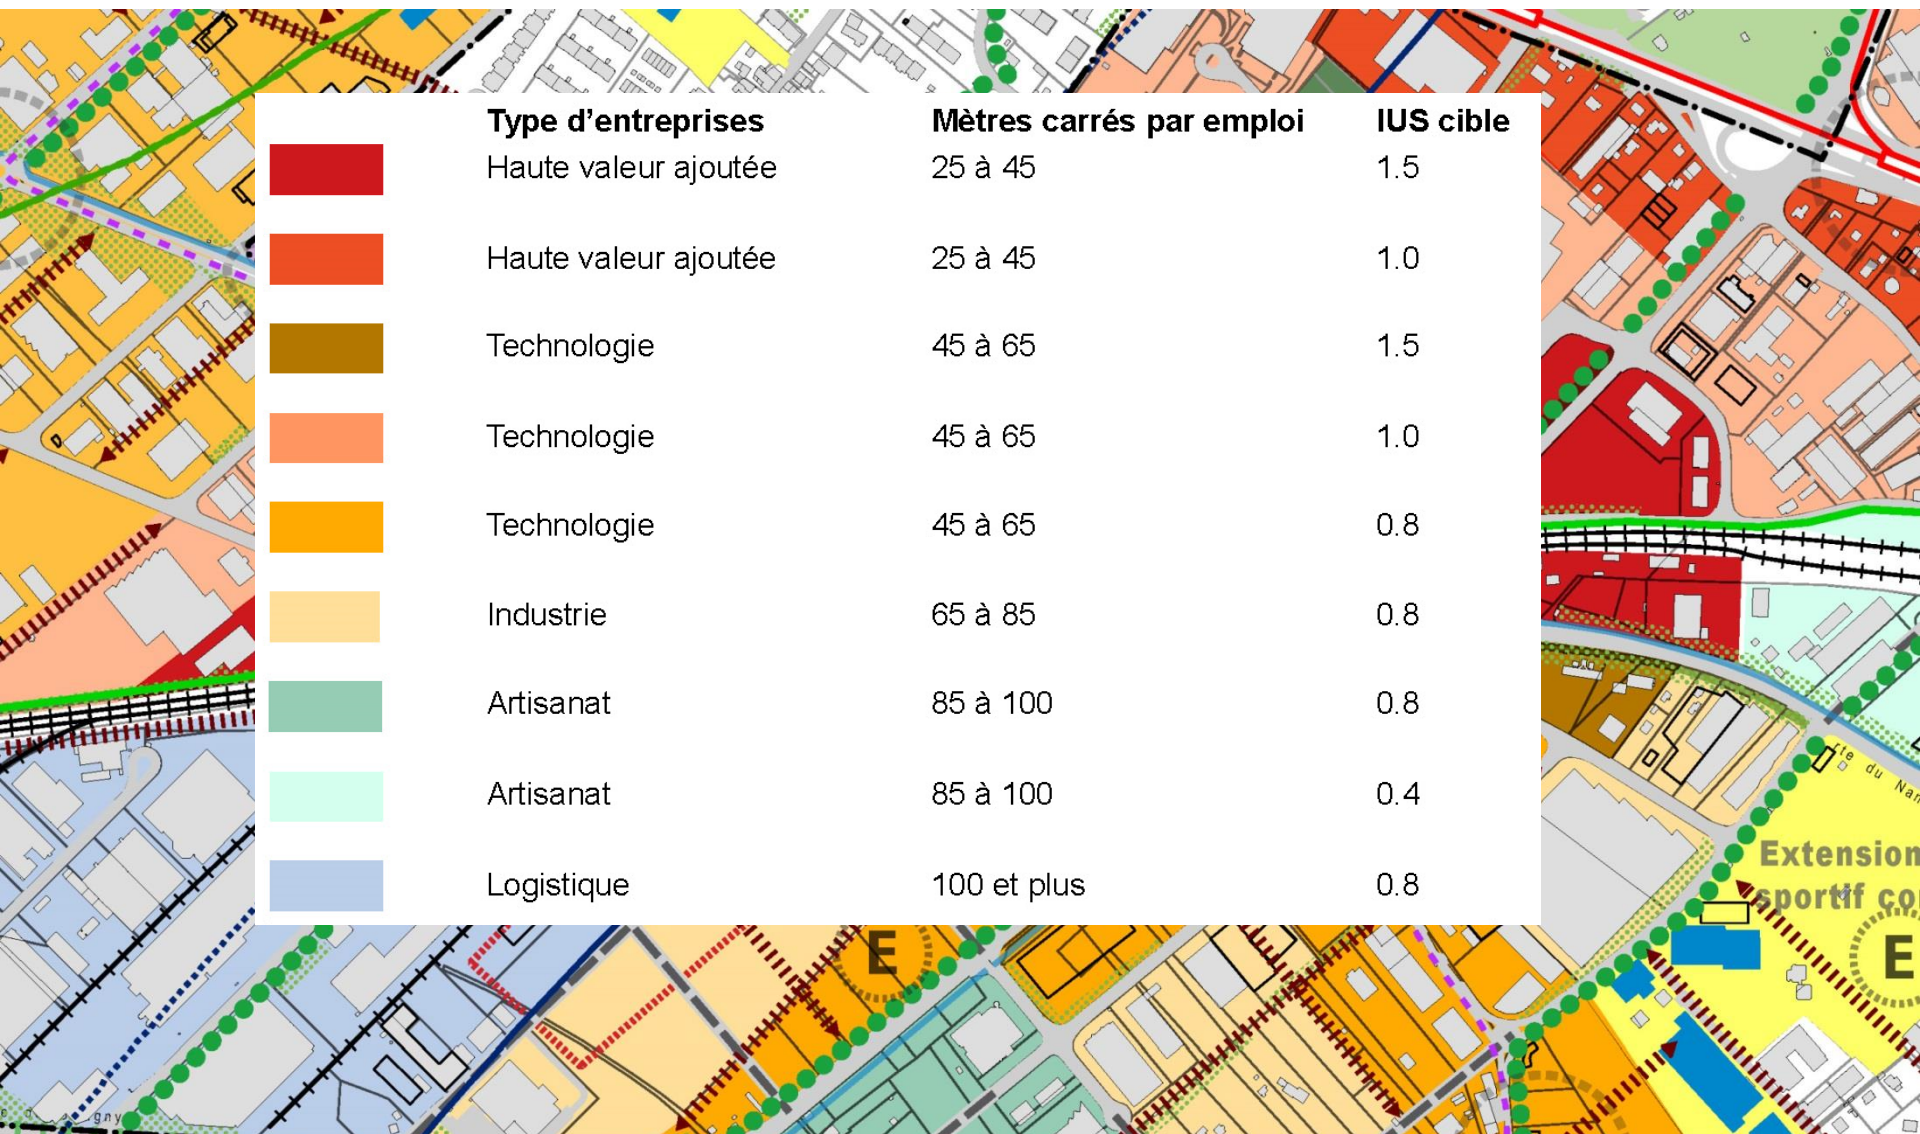 Type d'entreprises Mètres carrés par emploi IUS cible
Haute valeur ajoutée 25 à 45 1.5
Haute valeur ajoutée 25 à 45 1.0
Technologie 45 à 65 1.5
Technologie 45 à 65 1.0
Technologie 45 à 65 0.8
Industrie 65 à 85 0.8
Artisanat 85 à 100 0.8
Artisanat 85 à 100 0.4
Logistique 100 et plus 0.8
rte du
Extension
sportif
E
E